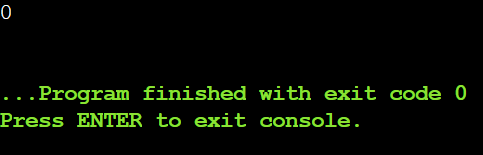 0
...Program finished with exit code 0
Press ENTER to exit console.